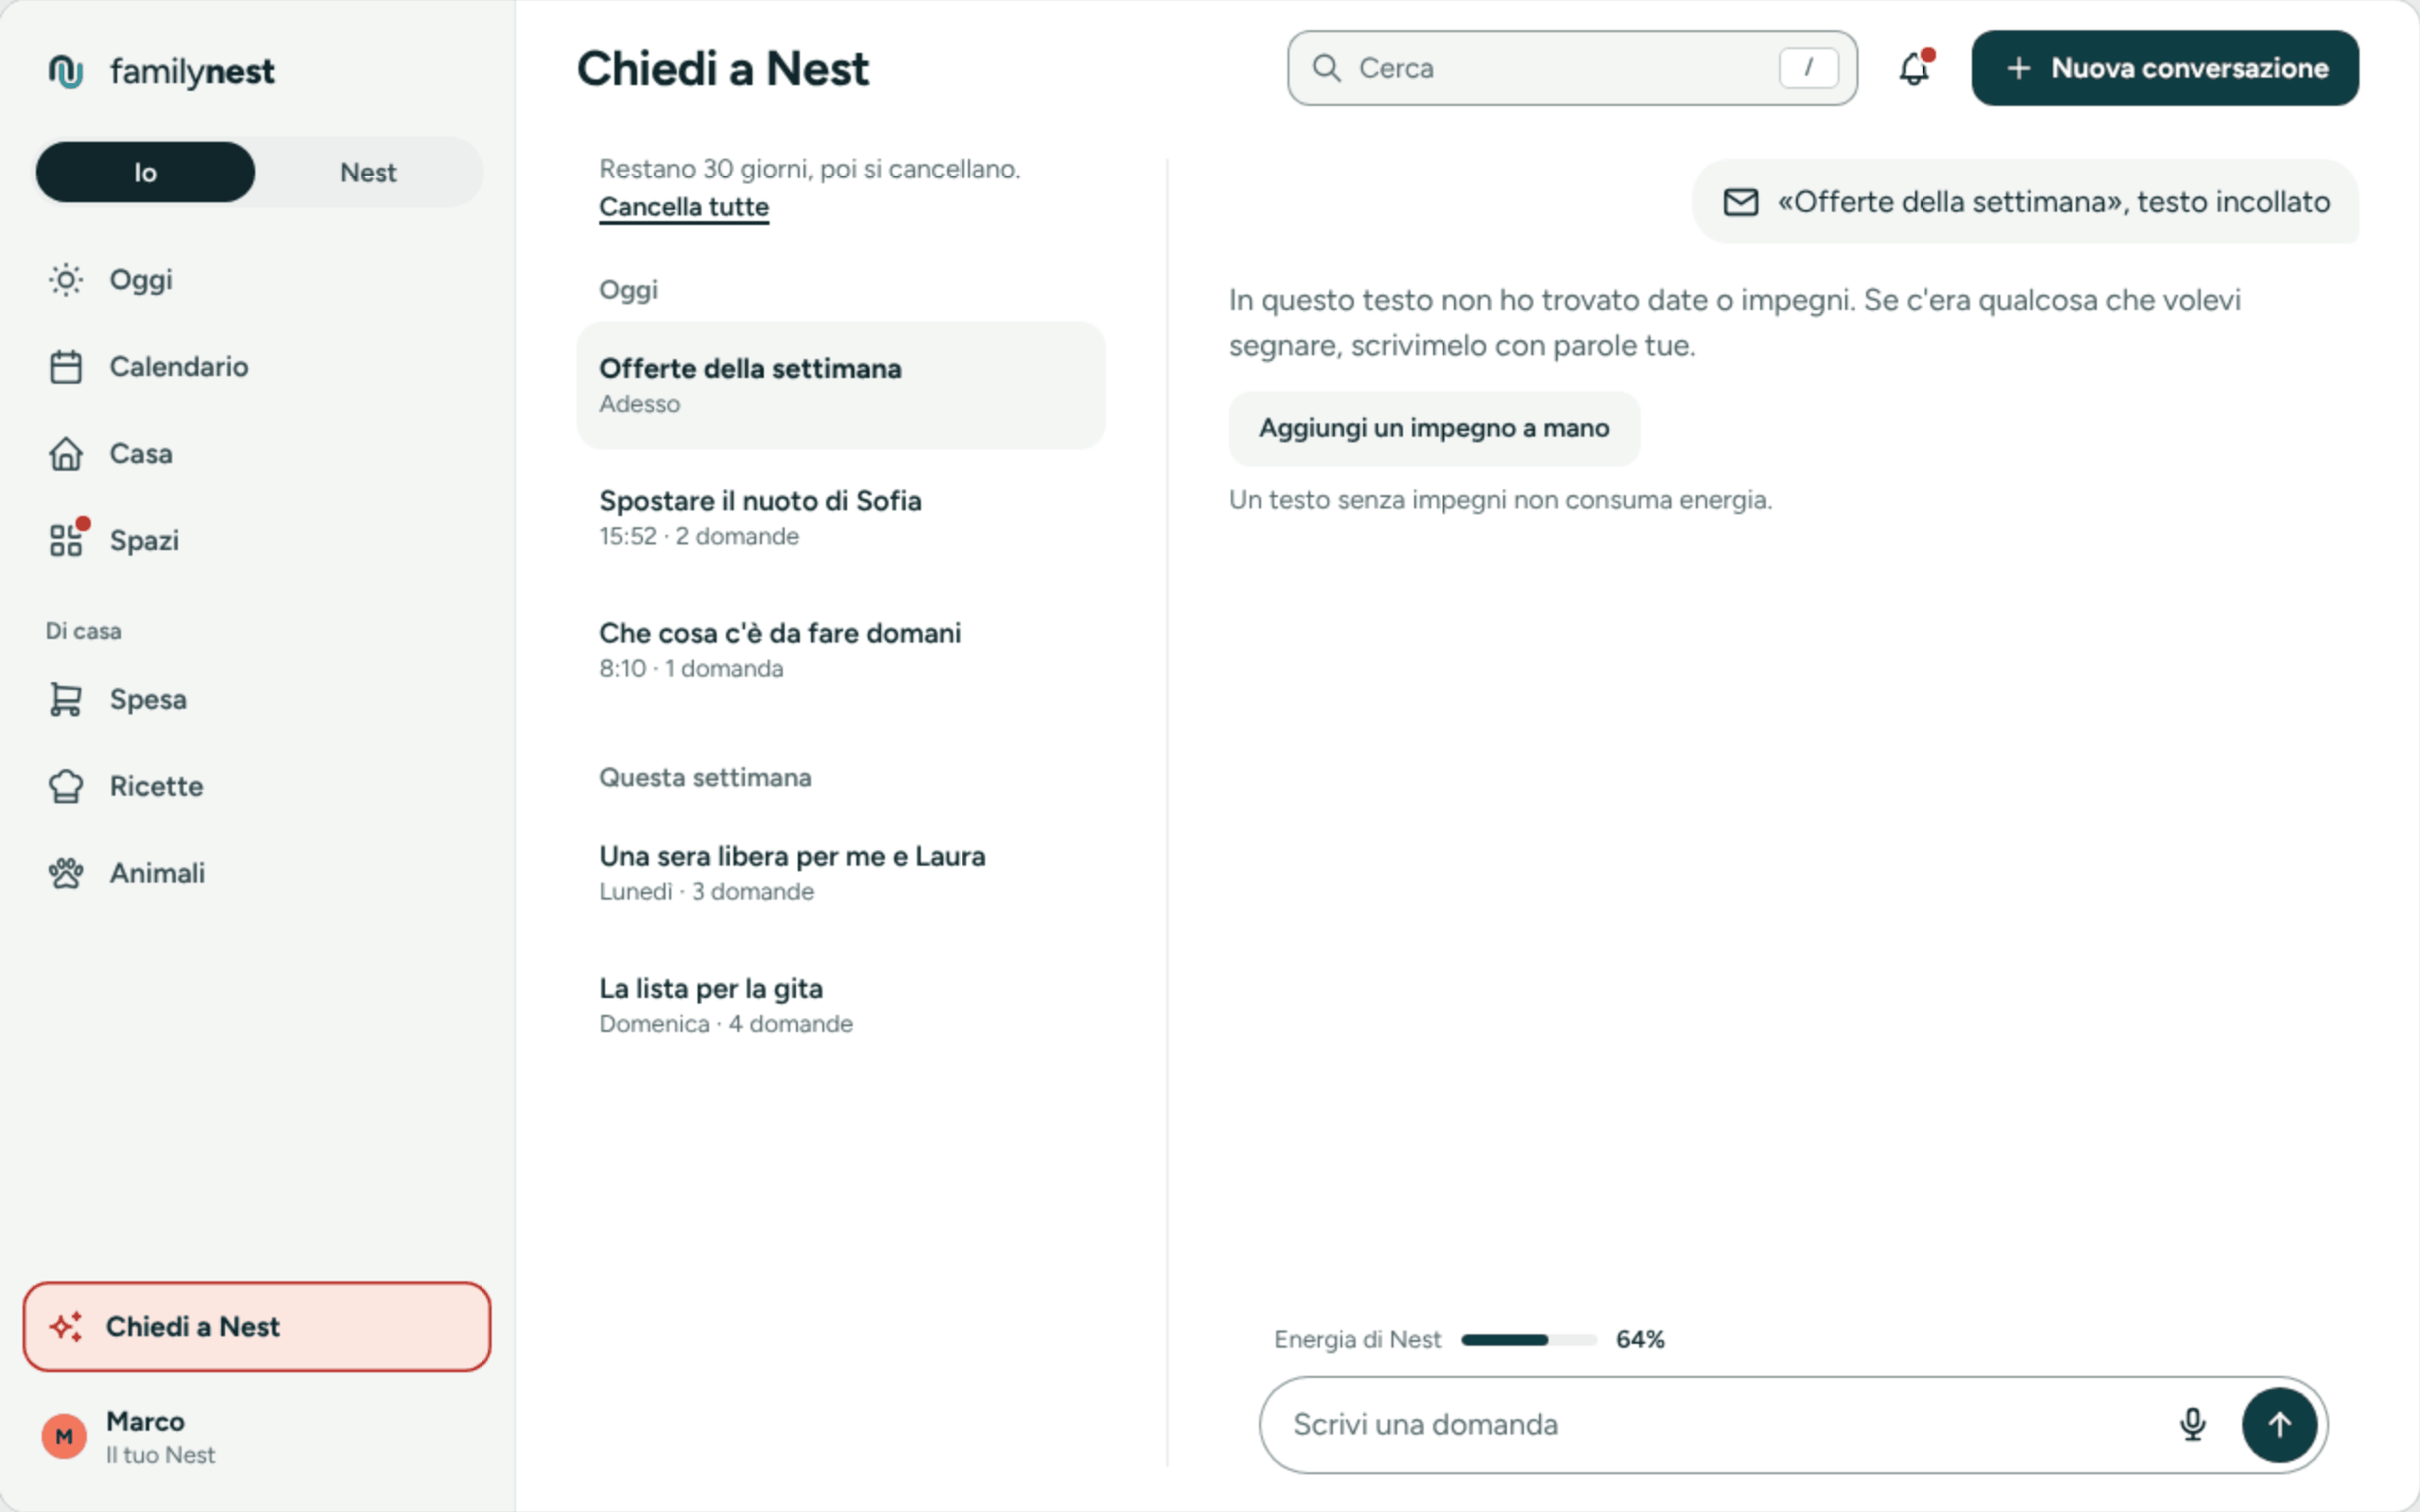 familynest
Io
Nest
Oggi
Calendario
Casa
Spazi
Di casa
Spesa
Ricette
Animali
Chiedi a Nest
M
Marco
Il tuo Nest
Chiedi a Nest
Cerca
/
+ Nuova conversazione
Restano 30 giorni, poi si cancellano.
Cancella tutte
Oggi
Offerte della settimana
Adesso
Spostare il nuoto di Sofia
15:52 · 2 domande
Che cosa c'è da fare domani
8:10 · 1 domanda
Questa settimana
Una sera libera per me e Laura
Lunedì · 3 domande
La lista per la gita
Domenica · 4 domande
«Offerte della settimana», testo incollato
In questo testo non ho trovato date o impegni. Se c'era qualcosa che volevi
segnare, scrivimelo con parole tue.
Aggiungi un impegno a mano
Un testo senza impegni non consuma energia.
Energia di Nest
64%
Scrivi una domanda